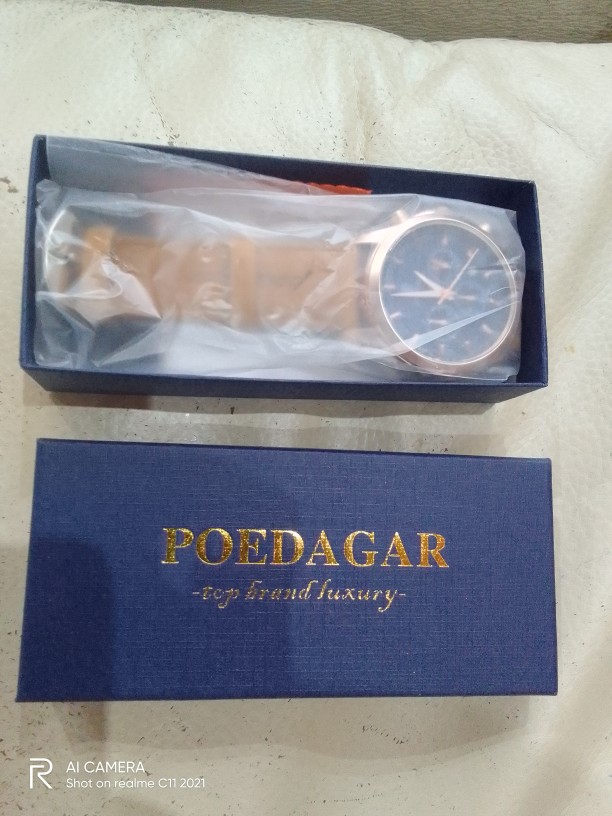 POEDAGAR
-top brand luxury-
R AI CAMERA
Shot on realme C11 2021